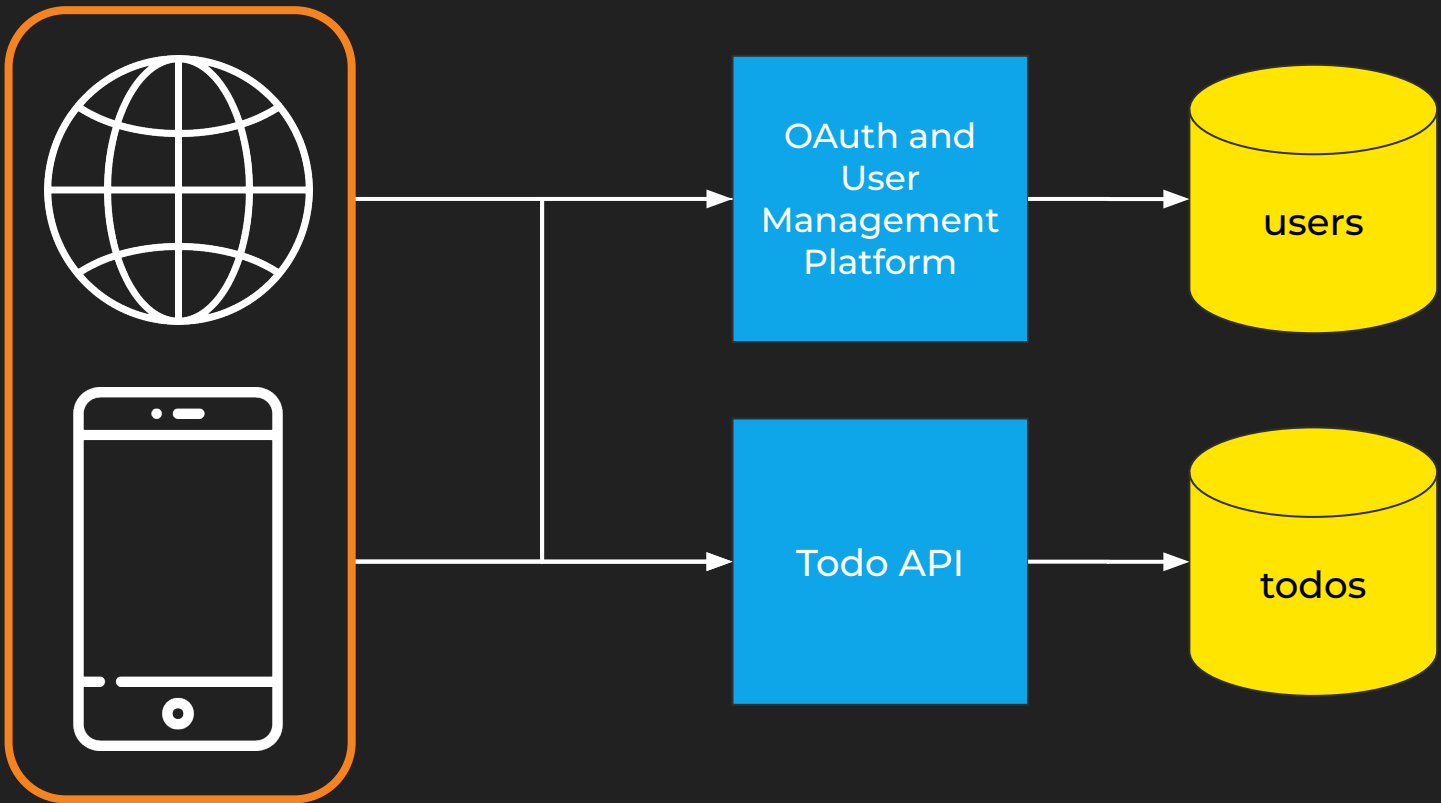 OAuth and
User
Management
Platform
users
Todo API
todos